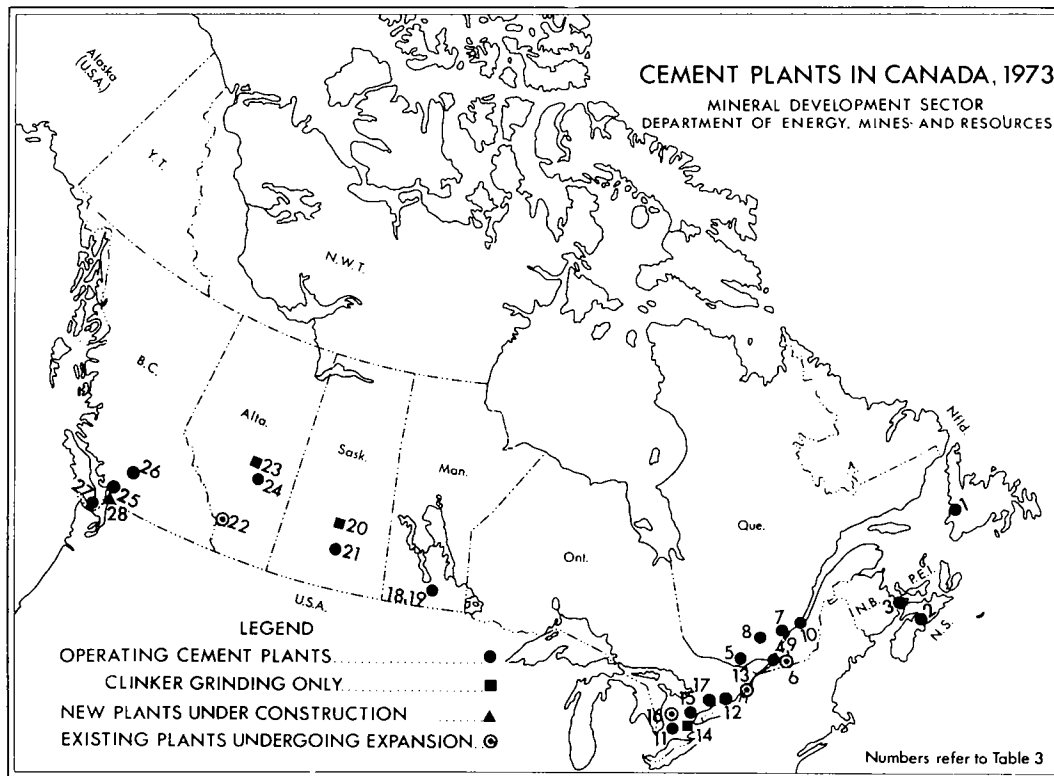 CEMENT PLANTS IN CANADA, 1973
MINERAL DEVELOPMENT SECTOR
DEPARTMENT OF ENERGY, MINES AND RESOURCES
Alaska
(U.S.A.)
Y.T.
N.W.T.
B.C.
Alta.
Sask.
Man.
Ont.
Que.
Nfld.
P.E.I.
N.B.
N.S.
U.S.A.
26
27
25
28
23
24
22
20
21
18,19
1
3
2
8
7
10
5
4,9
6
13
17
12
15
16
11
14
LEGEND
OPERATING CEMENT PLANTS
CLINKER GRINDING ONLY
NEW PLANTS UNDER CONSTRUCTION
EXISTING PLANTS UNDERGOING EXPANSION
Numbers refer to Table 3